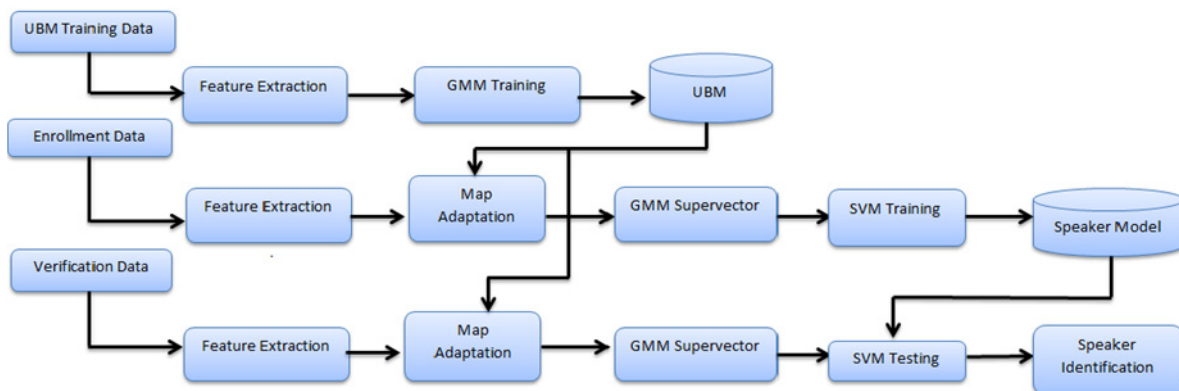 UBM Training Data
Feature Extraction
GMM Training
UBM
Enrollment Data
Feature Extraction
Map
Adaptation
GMM Supervector
SVM Training
Speaker Model
Verification Data
Feature Extraction
Map
Adaptation
GMM Supervector
SVM Testing
Speaker
Identification